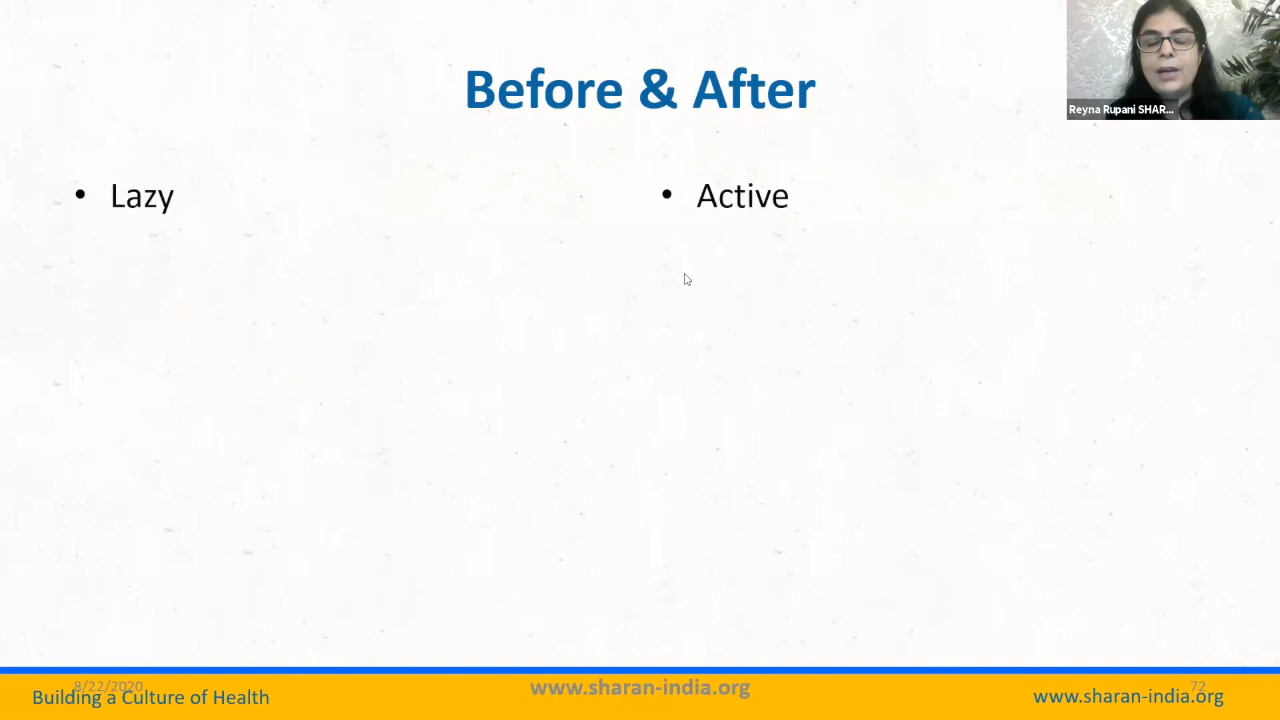 Before & After
Reyna Rupani SHAR...
• Lazy
• Active
8/22/2020
Building a Culture of Health
www.sharan-india.org
72
www.sharan-india.org